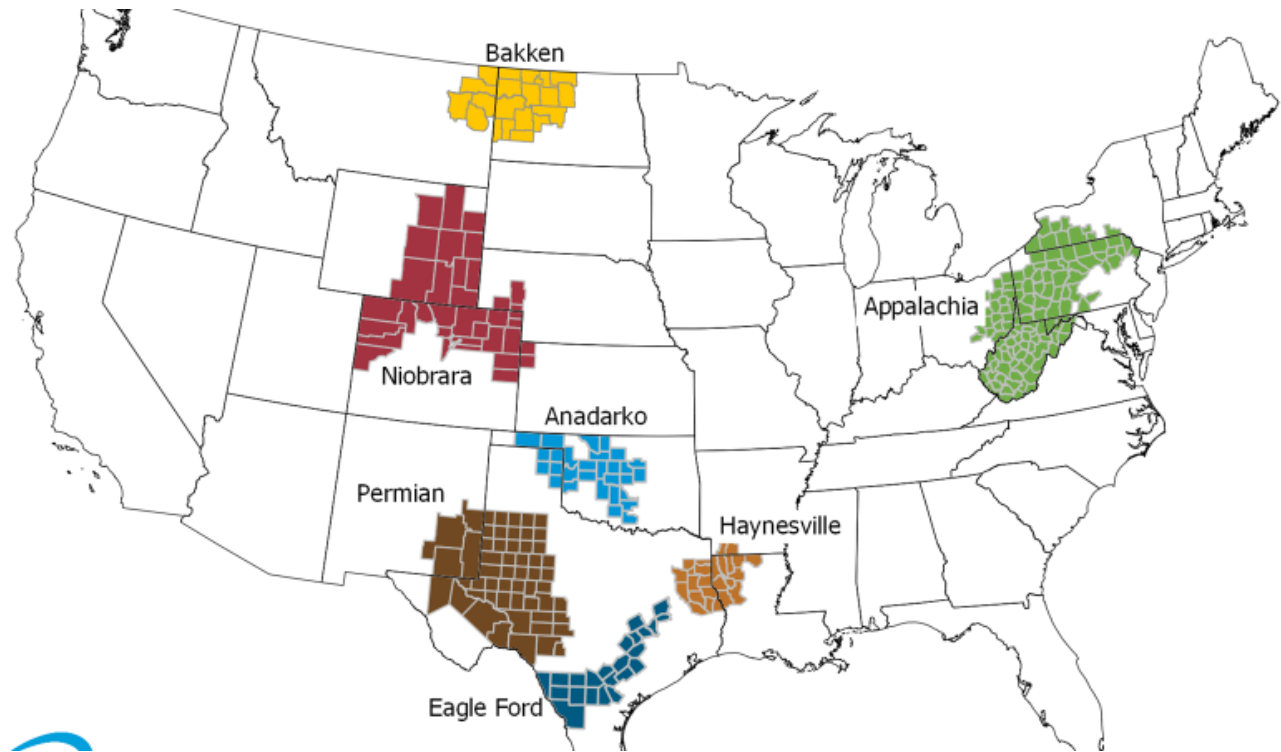 Bakken
Appalachia
Niobrara
Anadarko
Permian
Haynesville
Eagle Ford